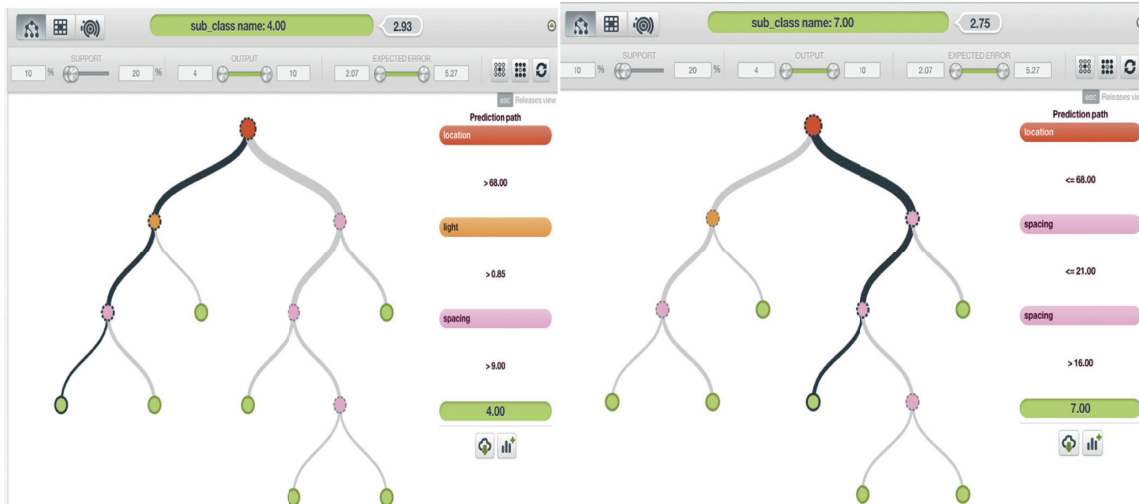 sub_class name: 4.00
2.93
SUPPORT
OUTPUT
EXPECTED ERROR
10 % 20 % 4 10 2.07 5.27
esc Releases view
Prediction path
location
> 68.00
light
> 0.85
spacing
> 9.00
4.00
sub_class name: 7.00
2.75
SUPPORT
OUTPUT
EXPECTED ERROR
10 % 20 % 4 10 2.07 5.27
esc Releases view
Prediction path
location
<= 68.00
spacing
<= 21.00
spacing
> 16.00
7.00